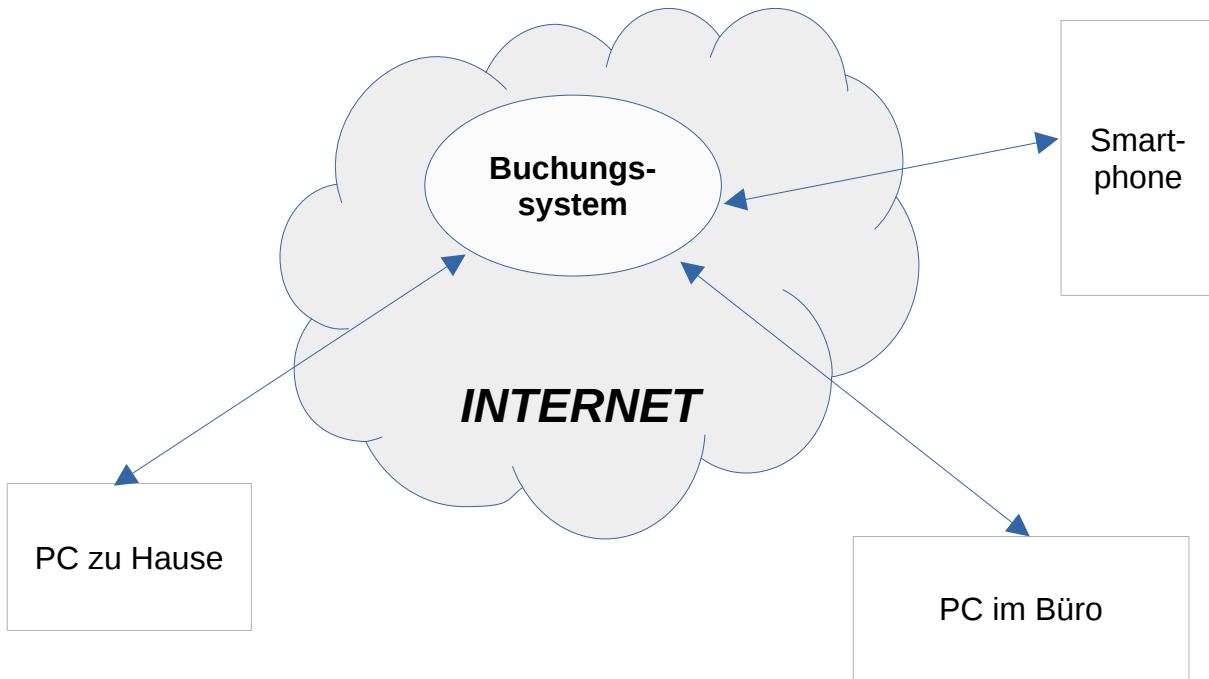 Buchungs-
system
Smart-
phone
INTERNET
PC zu Hause
PC im Büro